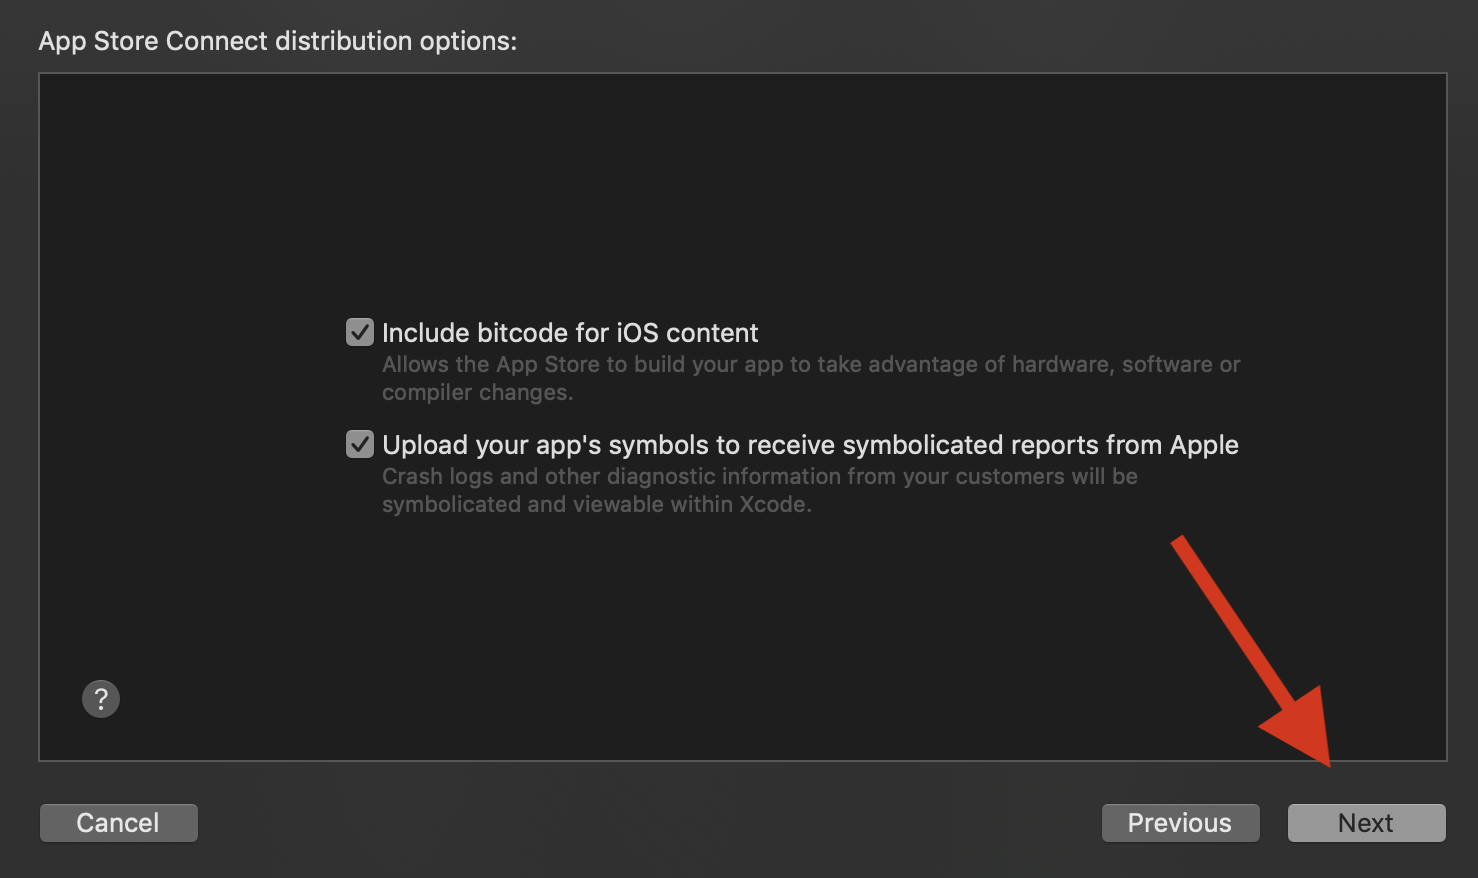 App Store Connect distribution options:
Include bitcode for iOS content
Allows the App Store to build your app to take advantage of hardware, software or
compiler changes.
Upload your app's symbols to receive symbolicated reports from Apple
Crash logs and other diagnostic information from your customers will be
symbolicated and viewable within Xcode.
?
Cancel
Previous
Next